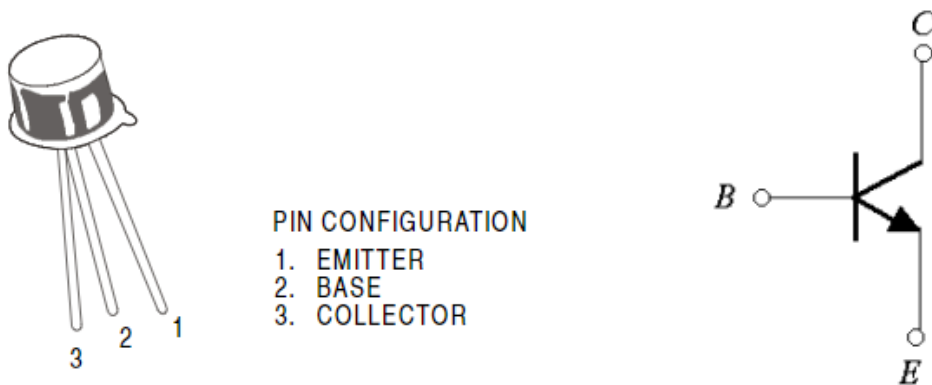 3
2
1
PIN CONFIGURATION
1. EMITTER
2. BASE
3. COLLECTOR
C
B
E